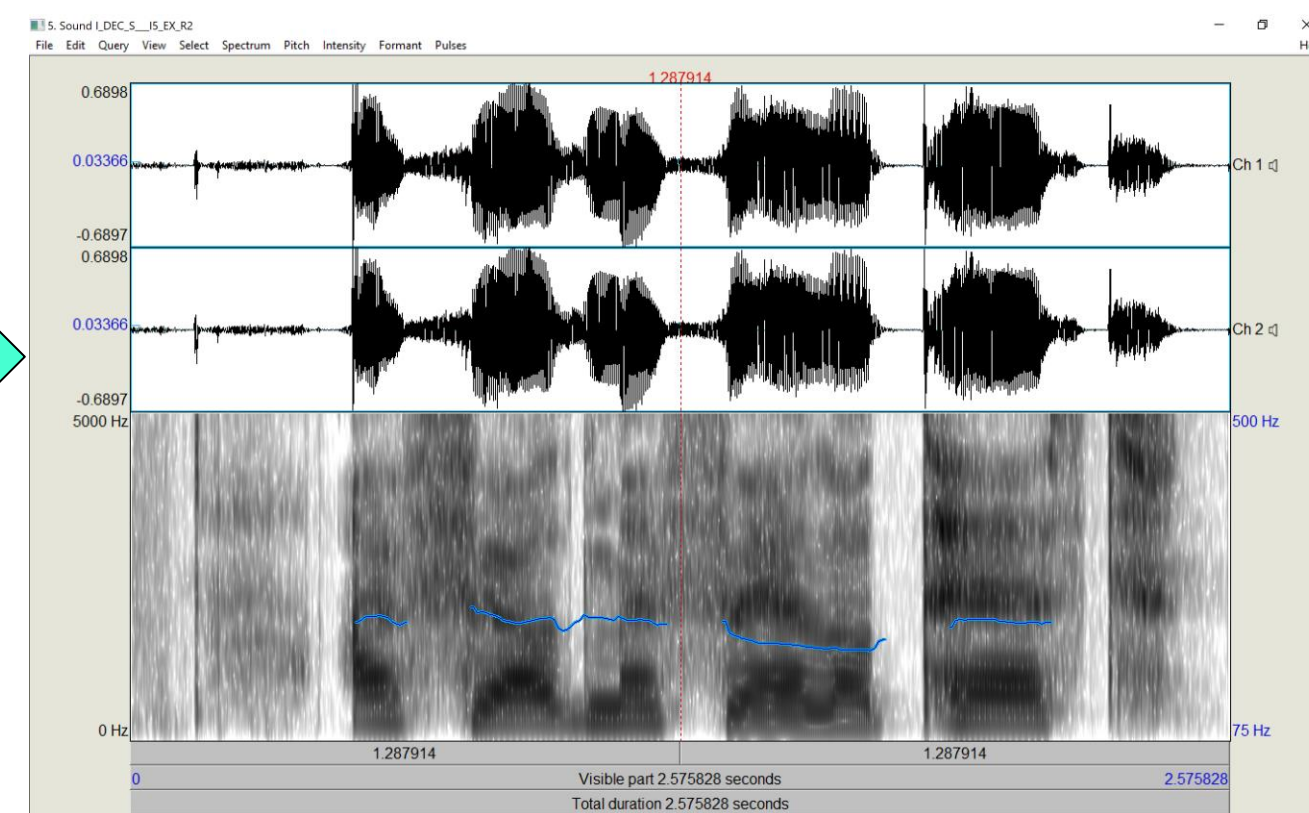 5. Sound I_DEC_S___I5_EX_R2
File Edit Query View Select Spectrum Pitch Intensity Formant Pulses
1.287914
0.6898
0.03366
-0.6897
Ch 1
0.6898
0.03366
-0.6897
Ch 2
5000 Hz
500 Hz
0 Hz
75 Hz
1.287914 1.287914
0 Visible part 2.575828 seconds 2.575828
Total duration 2.575828 seconds